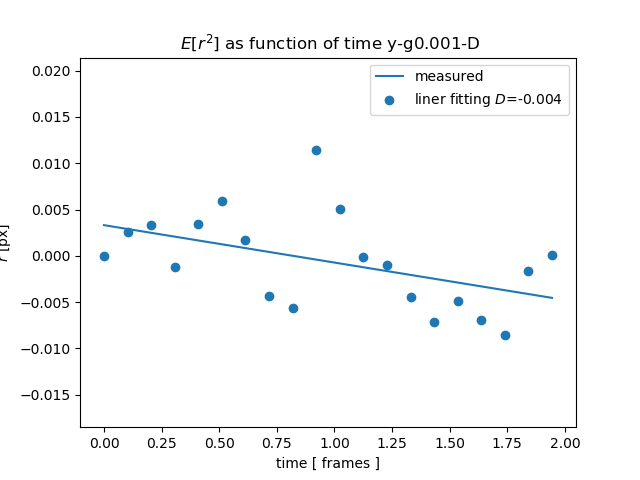 E[r²] as function of time y-g0.001-D
measured
liner fitting D=-0.004
0.020
0.015
0.010
0.005
0.000
−0.005
−0.010
−0.015
r [px]
0.00 0.25 0.50 0.75 1.00 1.25 1.50 1.75 2.00
time [ frames ]